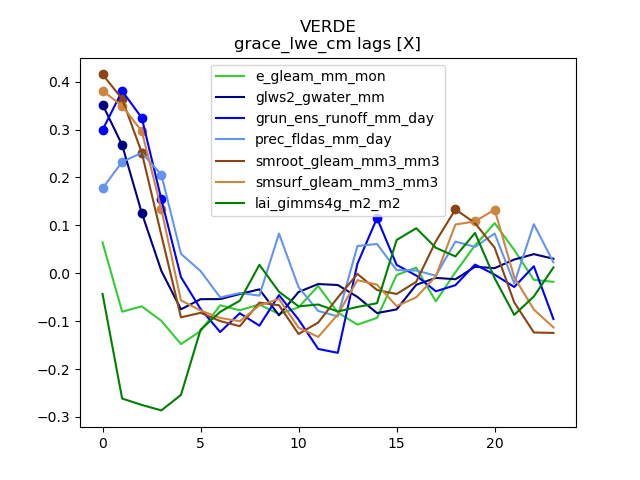 VERDE
grace_lwe_cm lags [X]
e_gleam_mm_mon
glws2_gwater_mm
grun_ens_runoff_mm_day
prec_fldas_mm_day
smroot_gleam_mm3_mm3
smsurf_gleam_mm3_mm3
lai_gimms4g_m2_m2
0.4
0.3
0.2
0.1
0.0
−0.1
−0.2
−0.3
0
5
10
15
20